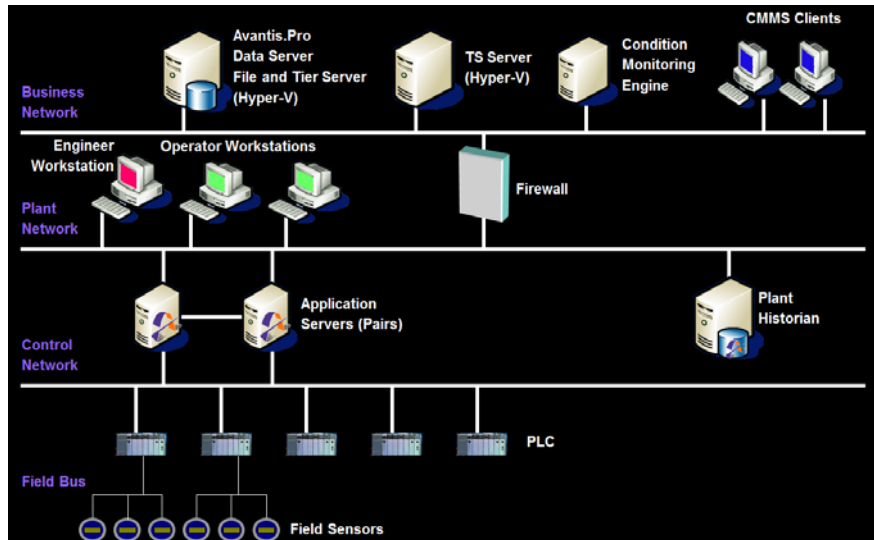 CMMS Clients
Avantis.Pro
Data Server
File and Tier Server
(Hyper-V)
TS Server
(Hyper-V)
Condition
Monitoring
Engine
Business
Network
Engineer
Workstation
Operator Workstations
Firewall
Plant
Network
Application
Servers (Pairs)
Plant
Historian
Control
Network
PLC
Field Bus
Field Sensors